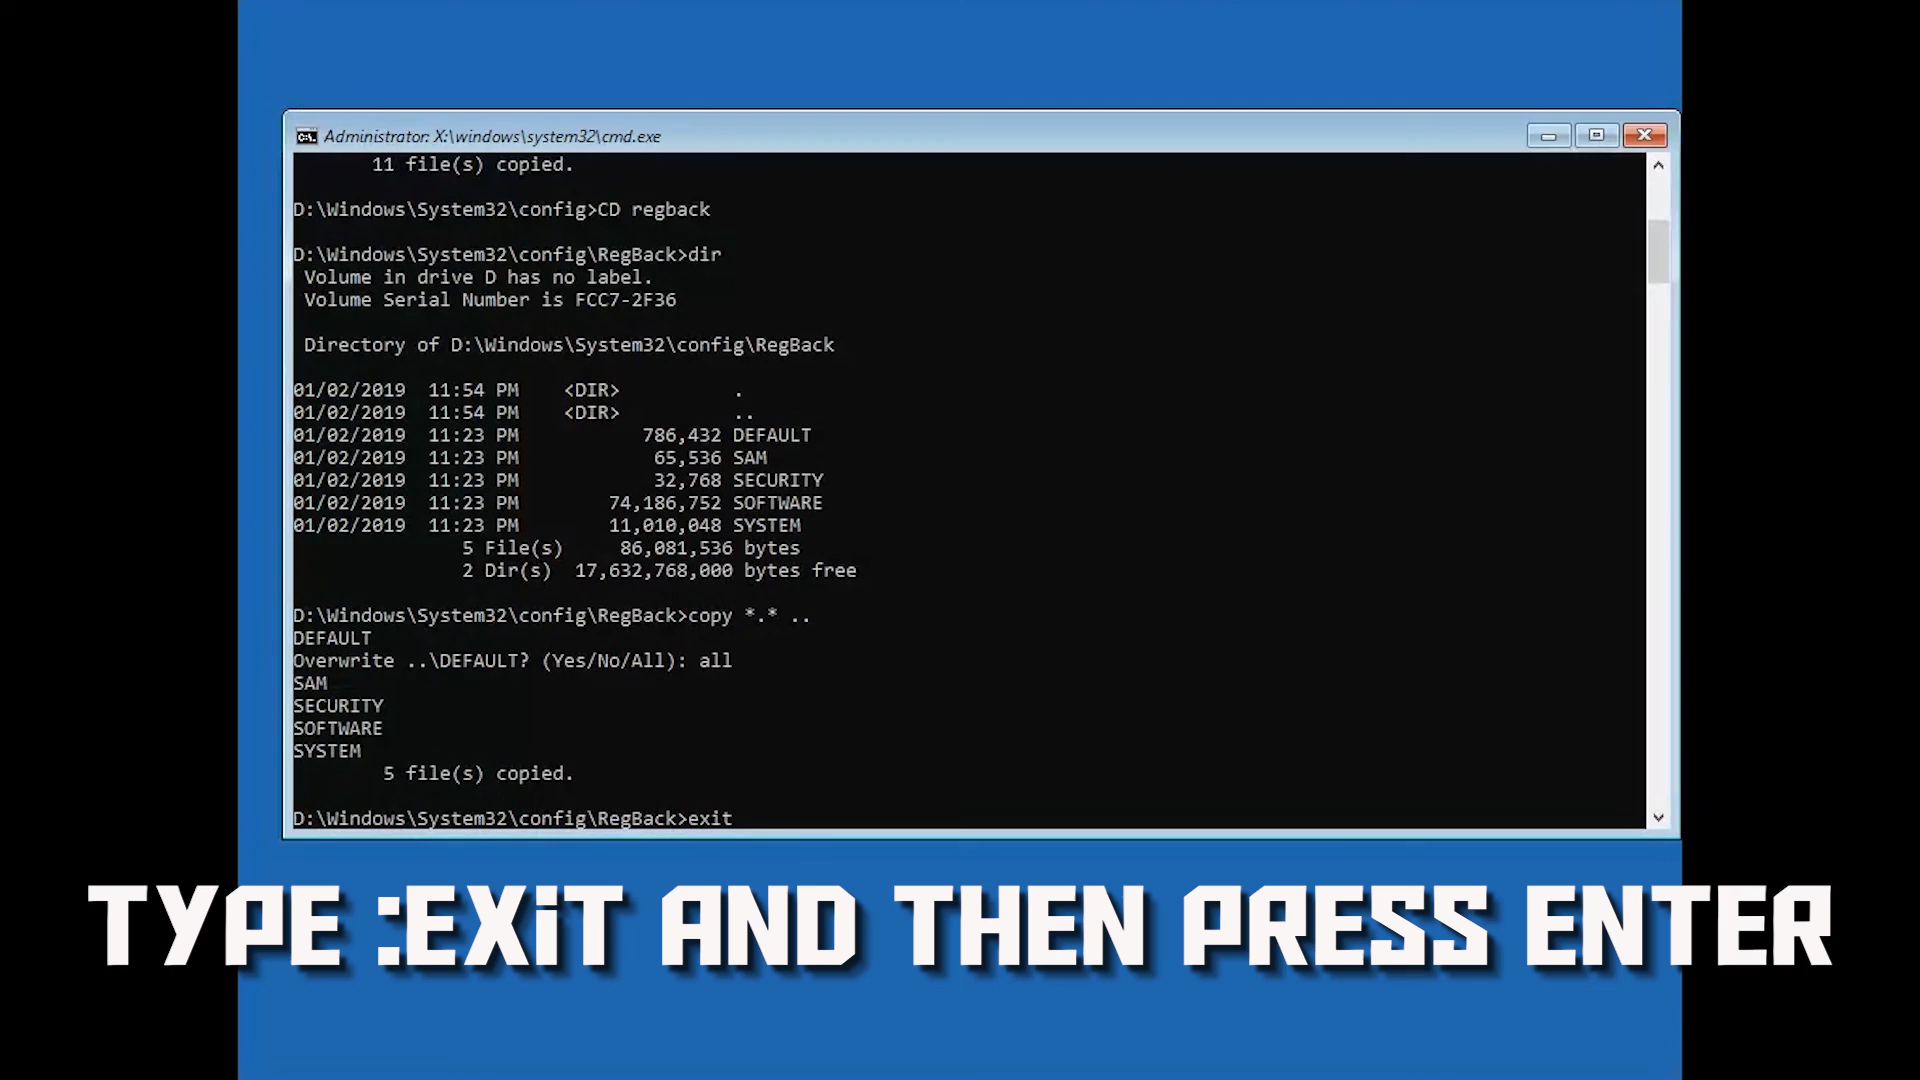 Administrator: X:\windows\system32\cmd.exe
11 file(s) copied.
D:\Windows\System32\config>CD regback
D:\Windows\System32\config\RegBack>dir
Volume in drive D has no label.
Volume Serial Number is FCC7-2F36
Directory of D:\Windows\System32\config\RegBack
01/02/2019 11:54 PM <DIR> .
01/02/2019 11:54 PM <DIR> ..
01/02/2019 11:23 PM 786,432 DEFAULT
01/02/2019 11:23 PM 65,536 SAM
01/02/2019 11:23 PM 32,768 SECURITY
01/02/2019 11:23 PM 74,186,752 SOFTWARE
01/02/2019 11:23 PM 11,010,048 SYSTEM
5 File(s) 86,081,536 bytes
2 Dir(s) 17,632,768,000 bytes free
D:\Windows\System32\config\RegBack>copy *.* ..
DEFAULT
Overwrite ..\DEFAULT? (Yes/No/All): all
SAM
SECURITY
SOFTWARE
SYSTEM
5 file(s) copied.
D:\Windows\System32\config\RegBack>exit
TYPE :EXiT AND THEN PRESS ENTER